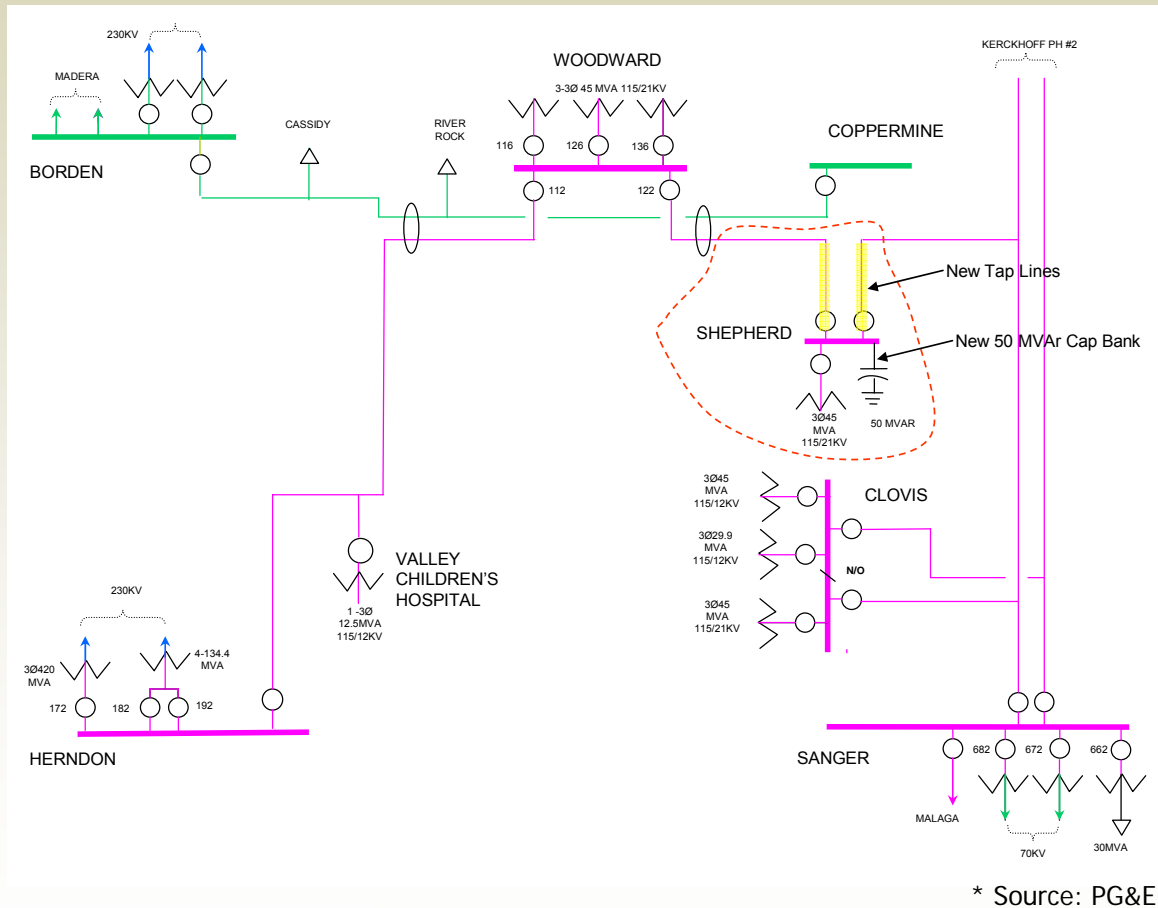 230KV
MADERA
BORDEN
CASSIDY
RIVER
ROCK
WOODWARD
3-3Ø 45 MVA 115/21KV
116
126
136
112
122
COPPERMINE
KERCKHOFF PH #2
New Tap Lines
SHEPHERD
New 50 MVAr Cap Bank
3Ø45
MVA
115/21KV
50 MVAR
3Ø45
MVA
115/12KV
CLOVIS
3Ø29.9
MVA
115/12KV
N/O
3Ø45
MVA
115/21KV
VALLEY
CHILDREN'S
HOSPITAL
1 -3Ø
12.5MVA
115/12KV
230KV
3Ø420
MVA
4-134.4
MVA
172
182
192
HERNDON
SANGER
682
672
662
MALAGA
70KV
30MVA
* Source: PG&E